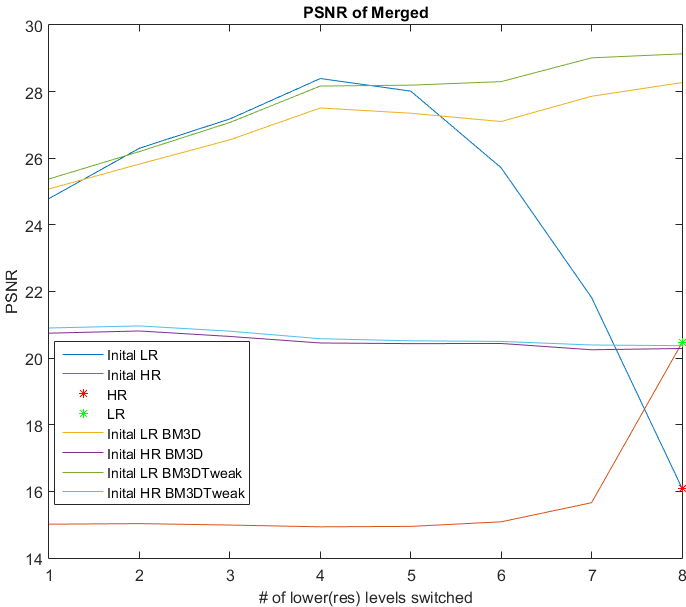 PSNR of Merged
30
28
26
24
22
20
18
16
14
PSNR
Inital LR
Inital HR
HR
LR
Inital LR BM3D
Inital HR BM3D
Inital LR BM3DTweak
Inital HR BM3DTweak
1 2 3 4 5 6 7 8
# of lower(res) levels switched